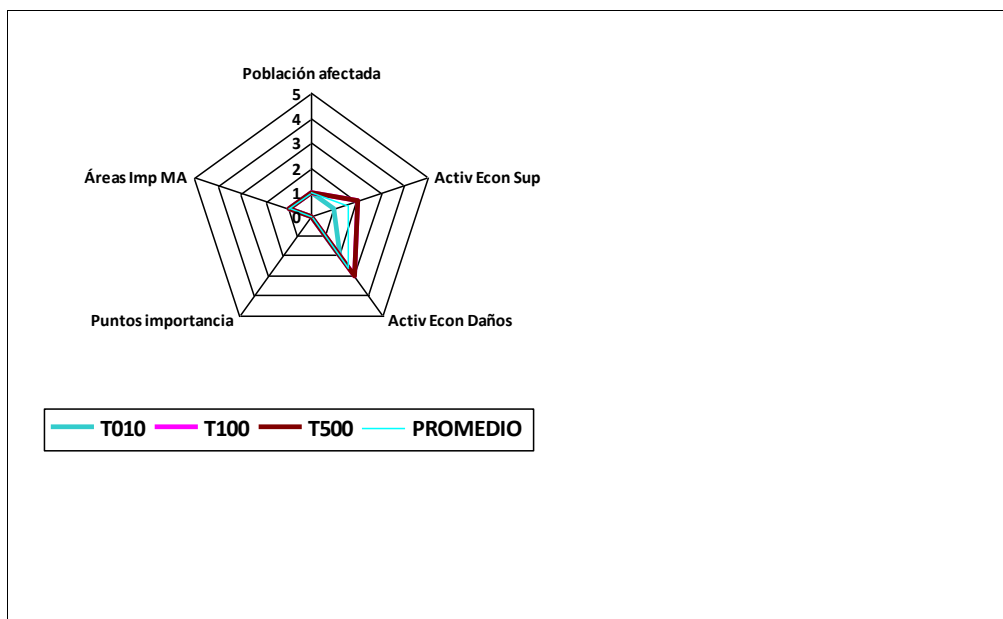 Población afectada
5
4
3
2
1
0
Áreas Imp MA
Activ Econ Sup
Puntos importancia
Activ Econ Daños
T010 T100 T500 PROMEDIO